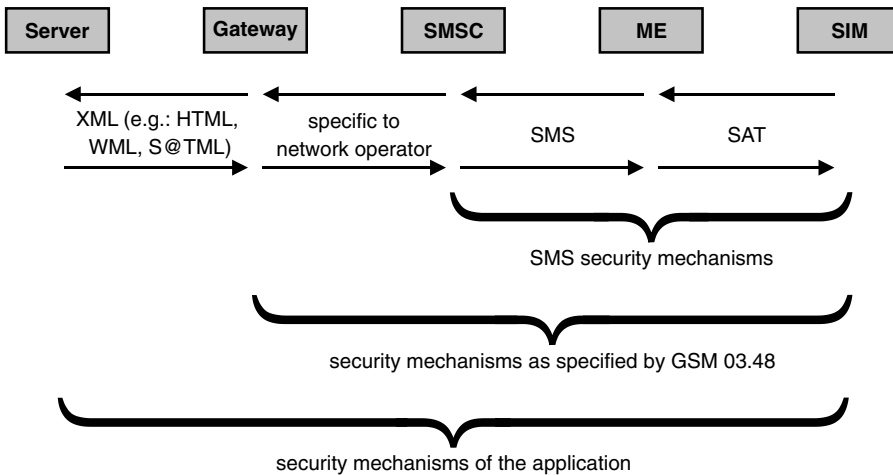 Server
Gateway
SMSC
ME
SIM
XML (e.g.: HTML,
WML, S@TML)
specific to
network operator
SMS
SAT
SMS security mechanisms
security mechanisms as specified by GSM 03.48
security mechanisms of the application